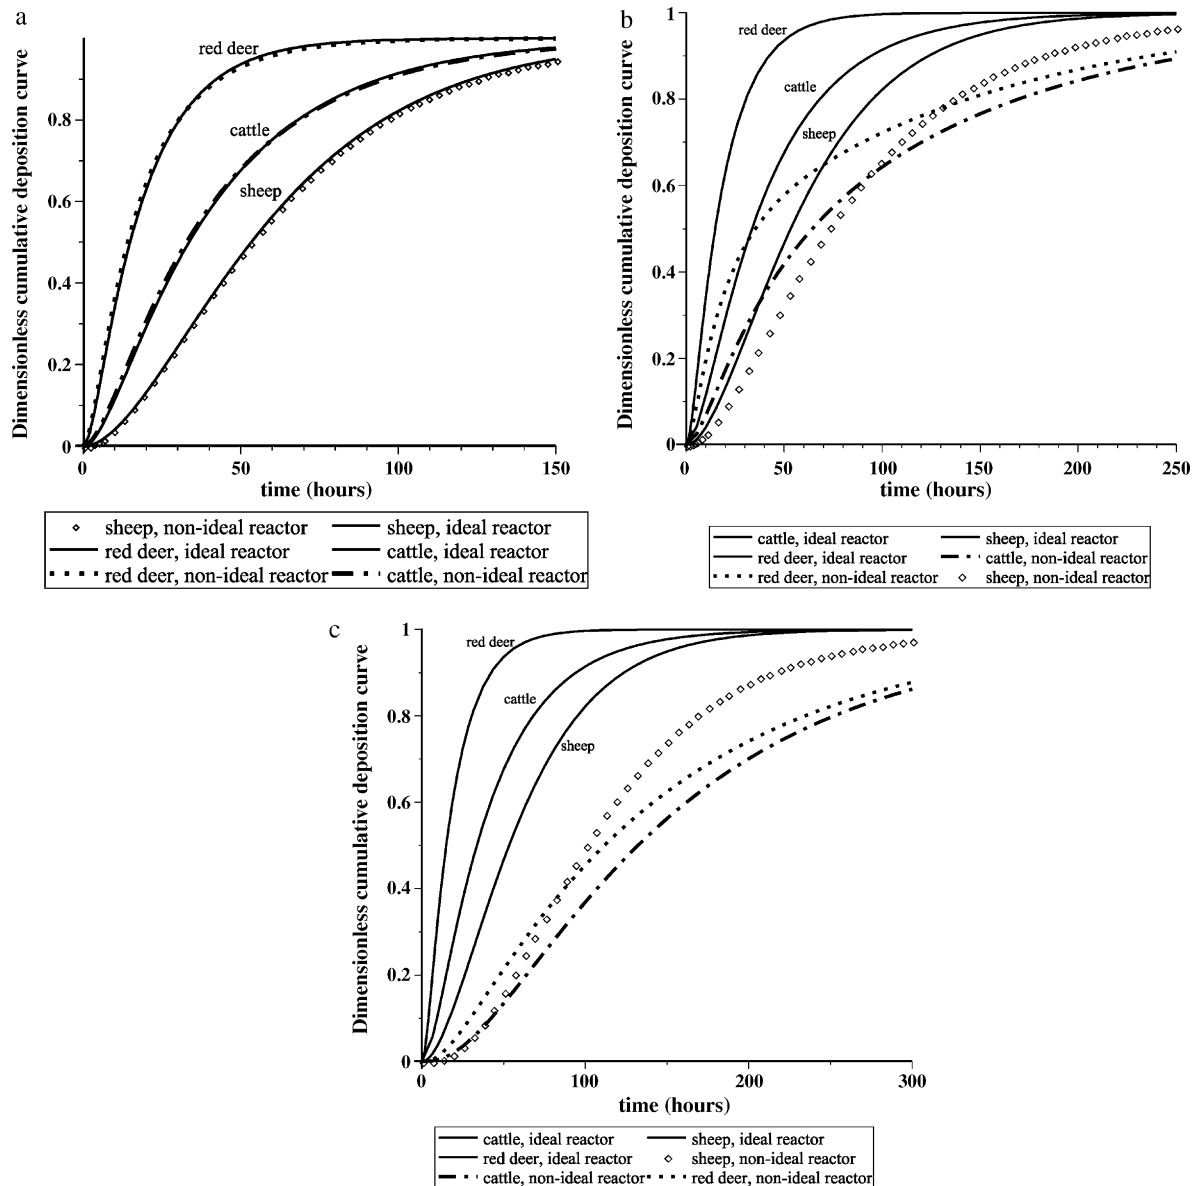 a
Dimensionless cumulative deposition curve
0.8
0.6
0.4
0.2
0
red deer
cattle
sheep
0 50 100 150
time (hours)
sheep, non-ideal reactor sheep, ideal reactor
red deer, ideal reactor cattle, ideal reactor
red deer, non-ideal reactor cattle, non-ideal reactor
b
Dimensionless cumulative deposition curve
1
0.8
0.6
0.4
0.2
0
red deer
cattle
sheep
0 50 100 150 200 250
time (hours)
cattle, ideal reactor sheep, ideal reactor
red deer, ideal reactor cattle, non-ideal reactor
red deer, non-ideal reactor sheep, non-ideal reactor
c
Dimensionless cumulative deposition curve
1
0.8
0.6
0.4
0.2
0
red deer
cattle
sheep
0 100 200 300
time (hours)
cattle, ideal reactor sheep, ideal reactor
red deer, ideal reactor sheep, non-ideal reactor
cattle, non-ideal reactor red deer, non-ideal reactor